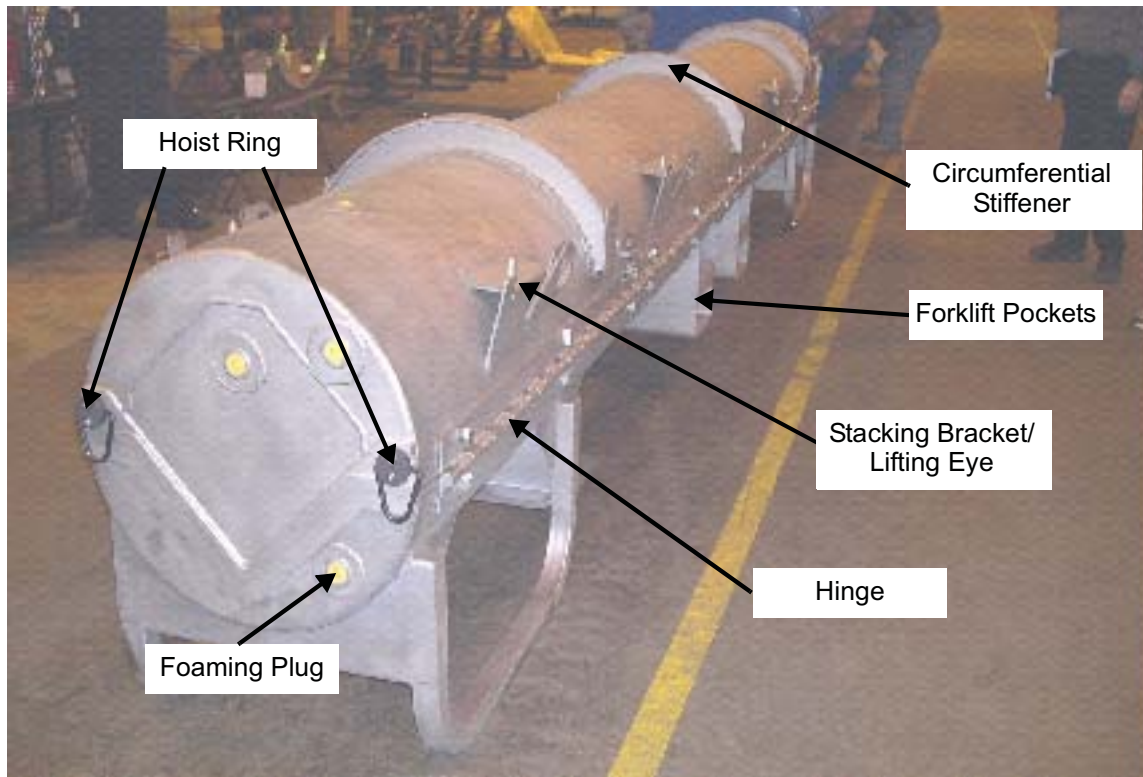 Hoist Ring
Circumferential
Stiffener
Forklift Pockets
Stacking Bracket/
Lifting Eye
Hinge
Foaming Plug